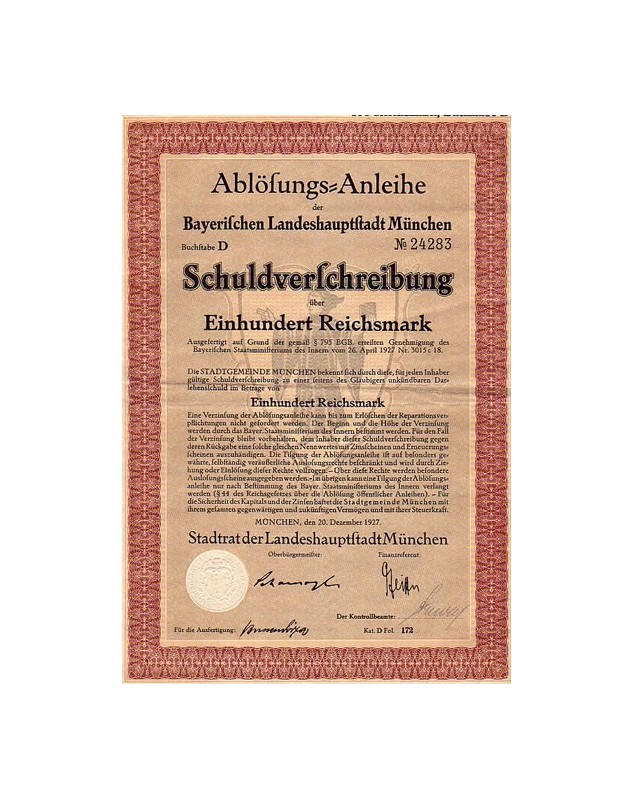 Ablöſungs=Anleihe
der
Bayeriſchen Landeshauptſtadt München
Buchſtabe D № 24283
Schuldverſchreibung
über
Einhundert Reichsmark
Ausgefertigt auf Grund der gemäß § 795 BGB. erteilten Genehmigung des
Bayeriſchen Staatsminiſteriums des Innern vom 26. April 1927 Nr. 3015 c 18.
Die STADTGEMEINDE MÜNCHEN bekennt ſich durch dieſe, für jeden Inhaber
gültige Schuldverſchreibung zu einer ſeitens des Gläubigers unkündbaren Dar-
lehensſchuld im Betrage von
Einhundert Reichsmark
Eine Verzinſung der Ablöſungsanleihe kann bis zum Erlöſchen der Reparationsver-
pflichtungen nicht gefordert werden. Der Beginn und die Höhe der Verzinſung
werden durch das Bayer. Staatsminiſterium des Innern beſtimmt werden. Für den Fall
der Verzinſung bleibt vorbehalten, dem Inhaber dieſer Schuldverſchreibung gegen
deren Rückgabe eine ſolche gleichen Nennwertes mit Zinsſcheinen und Erneuerungs-
ſcheinen auszuhändigen. Die Tilgung der Ablöſungsanleihe iſt auf beſonders ge-
währte, ſelbſtändig veräußerliche Ausloſungsrechte beſchränkt und wird durch Zie-
hung oder Einlöſung dieſer Rechte vollzogen. – Über dieſe Rechte werden beſondere
Ausloſungsſcheine ausgegeben werden. – Im übrigen kann eine Tilgung der Ablöſungs-
anleihe nur nach Beſtimmung des Bayer. Staatsminiſteriums des Innern verlangt
werden (§ 44 des Reichsgeſetzes über die Ablöſung öffentlicher Anleihen). – Für
die Sicherheit des Kapitals und der Zinſen haftet die Stadtgemeinde München mit
ihrem geſamten gegenwärtigen und zukünftigen Vermögen und mit ihrer Steuerkraft.
MÜNCHEN, den 20. Dezember 1927.
Stadtrat der Landeshauptſtadt München
Oberbürgermeiſter: Finanzreferent:
Der Kontrollbeamte:
Für die Ausfertigung: Kat. D Fol. 172